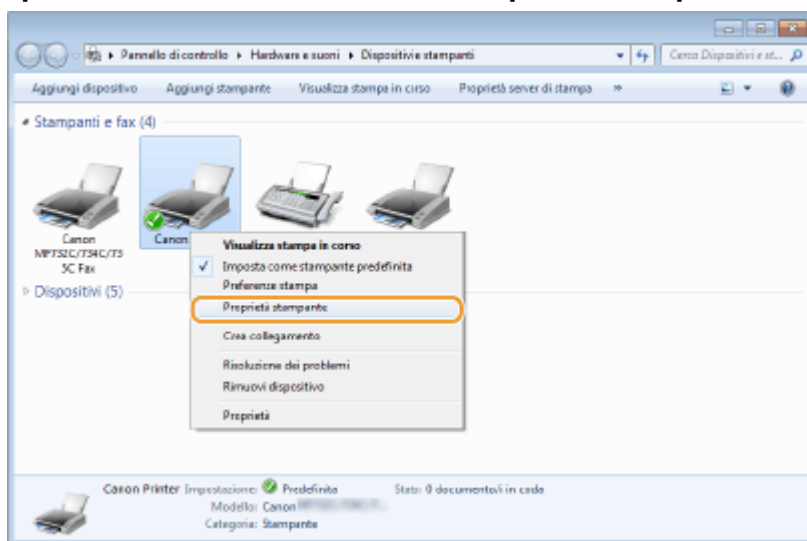 Pannello di controllo ▸ Hardware e suoni ▸ Dispositivi e stampanti
Cerca Dispositivi e st...
Aggiungi dispositivo Aggiungi stampante Visualizza stampa in corso Proprietà server di stampa »
Stampanti e fax (4)
Canon
MF732C/734C/73
5C Fax
Canon
Visualizza stampa in corso
Imposta come stampante predefinita
Preferenze stampa
Proprietà stampante
Crea collegamento
Risoluzione dei problemi
Rimuovi dispositivo
Proprietà
Dispositivi (5)
Canon Printer Impostazione: Predefinita Stato: 0 documento/i in coda
Modello: Canon
Categoria: Stampante